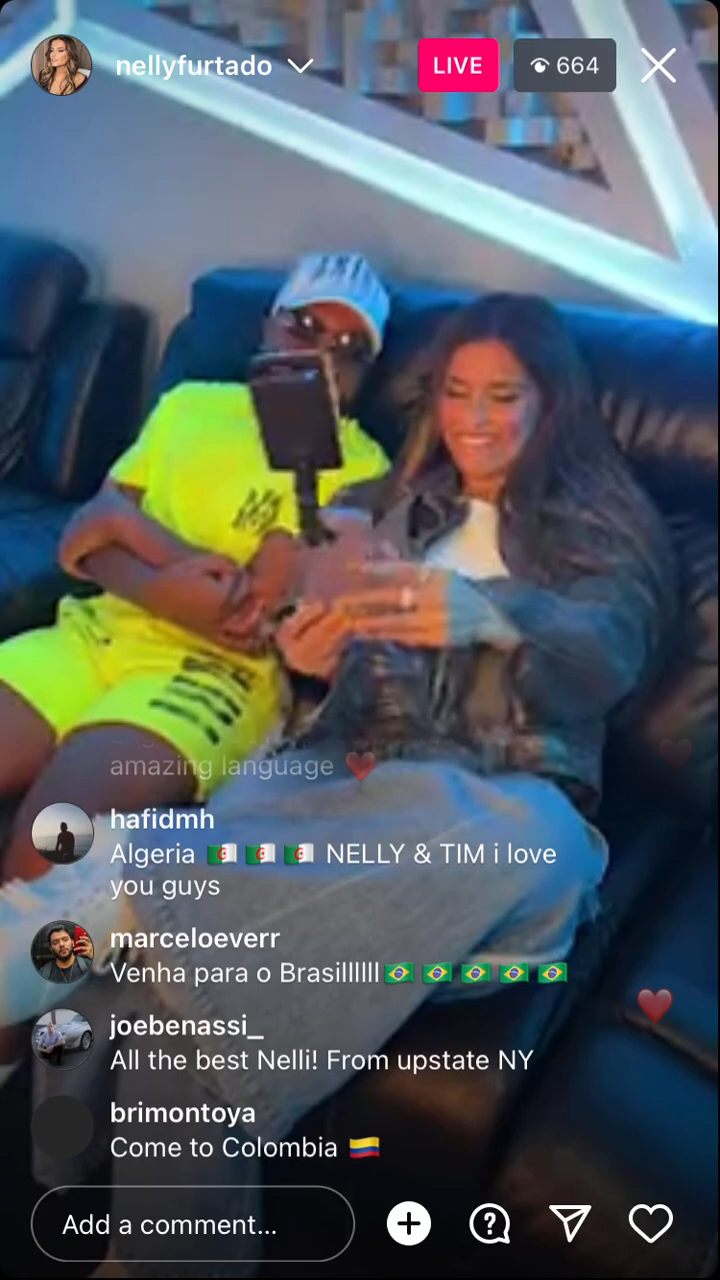 nellyfurtado
LIVE
664
amazing language ❤️
hafidmh
Algeria 🇩🇿 🇩🇿 🇩🇿 NELLY & TIM i love
you guys
marceloeverr
Venha para o Brasillllll🇧🇷 🇧🇷 🇧🇷 🇧🇷 🇧🇷
joebenassi_
All the best Nelli! From upstate NY
brimontoya
Come to Colombia 🇨🇴
Add a comment...